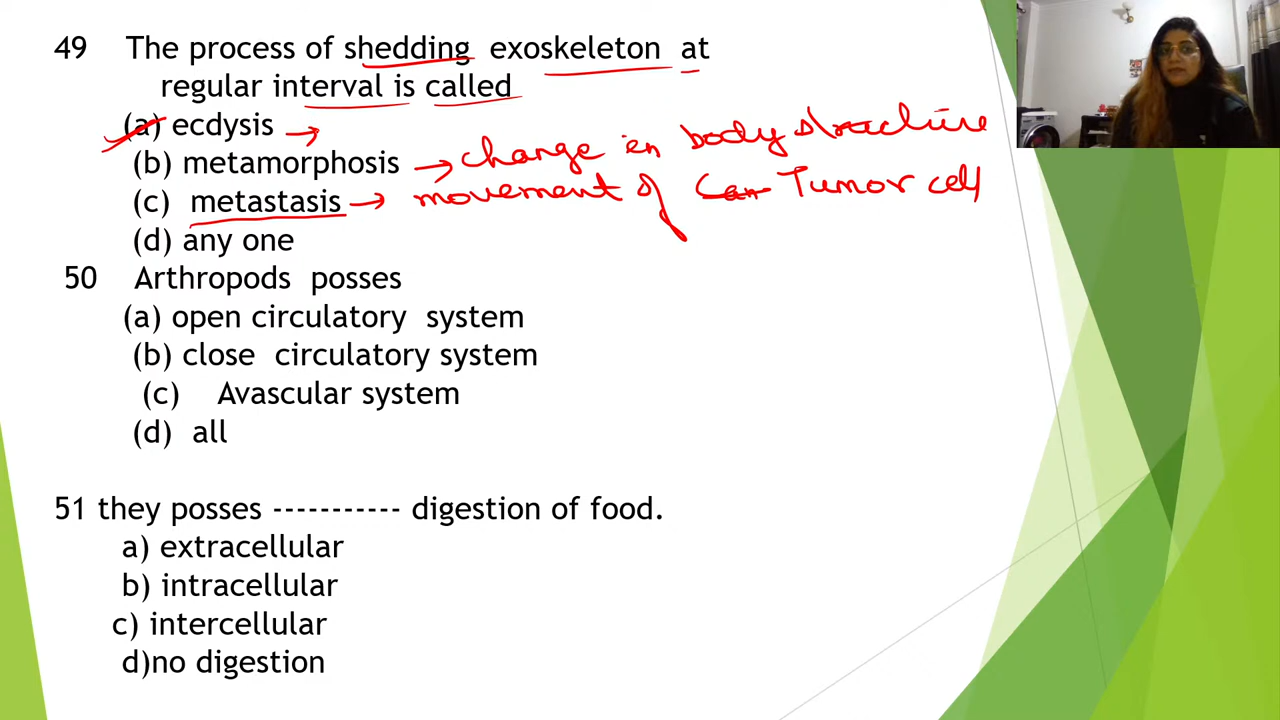 49 The process of shedding exoskeleton at
regular interval is called
(a) ecdysis →
(b) metamorphosis → change in body structure
(c) metastasis → movement of Can Tumor cell
(d) any one
50 Arthropods posses
(a) open circulatory system
(b) close circulatory system
(c) Avascular system
(d) all
51 they posses ----------- digestion of food.
a) extracellular
b) intracellular
c) intercellular
d)no digestion